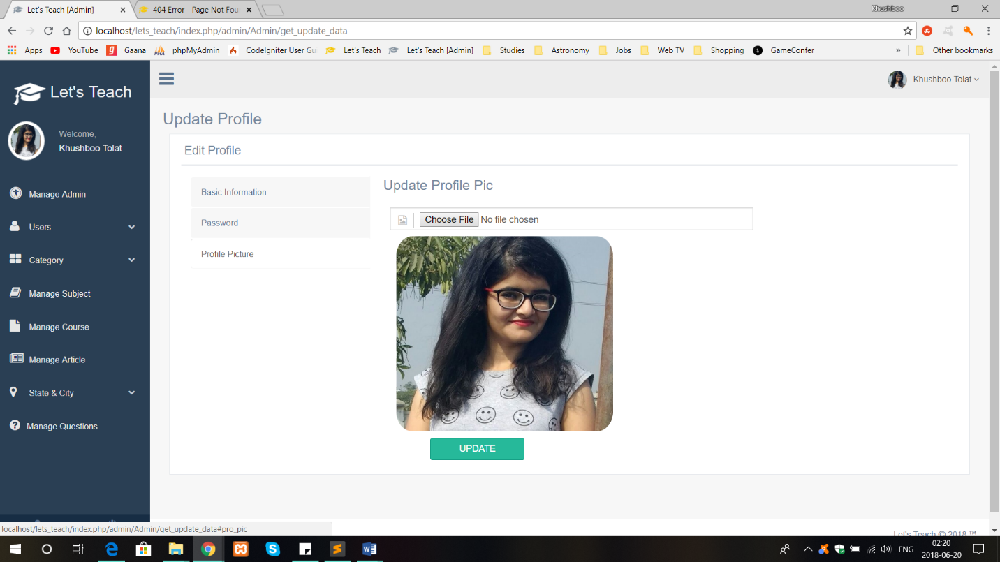 Let's Teach [Admin]
404 Error - Page Not Fou
Khushboo
localhost/lets_teach/index.php/admin/Admin/get_update_data
Apps YouTube Gaana phpMyAdmin CodeIgniter User Gu Let's Teach Let's Teach [Admin] Studies Astronomy Jobs Web TV Shopping GameConfer » Other bookmarks
Let's Teach
Khushboo Tolat
Welcome,
Khushboo Tolat
Manage Admin
Users
Category
Manage Subject
Manage Course
Manage Article
State & City
Manage Questions
Update Profile
Edit Profile
Basic Information
Password
Profile Picture
Update Profile Pic
Choose File No file chosen
UPDATE
Let's Teach © 2018 ™
localhost/lets_teach/index.php/admin/Admin/get_update_data#pro_pic
ENG
02:20
2018-06-20